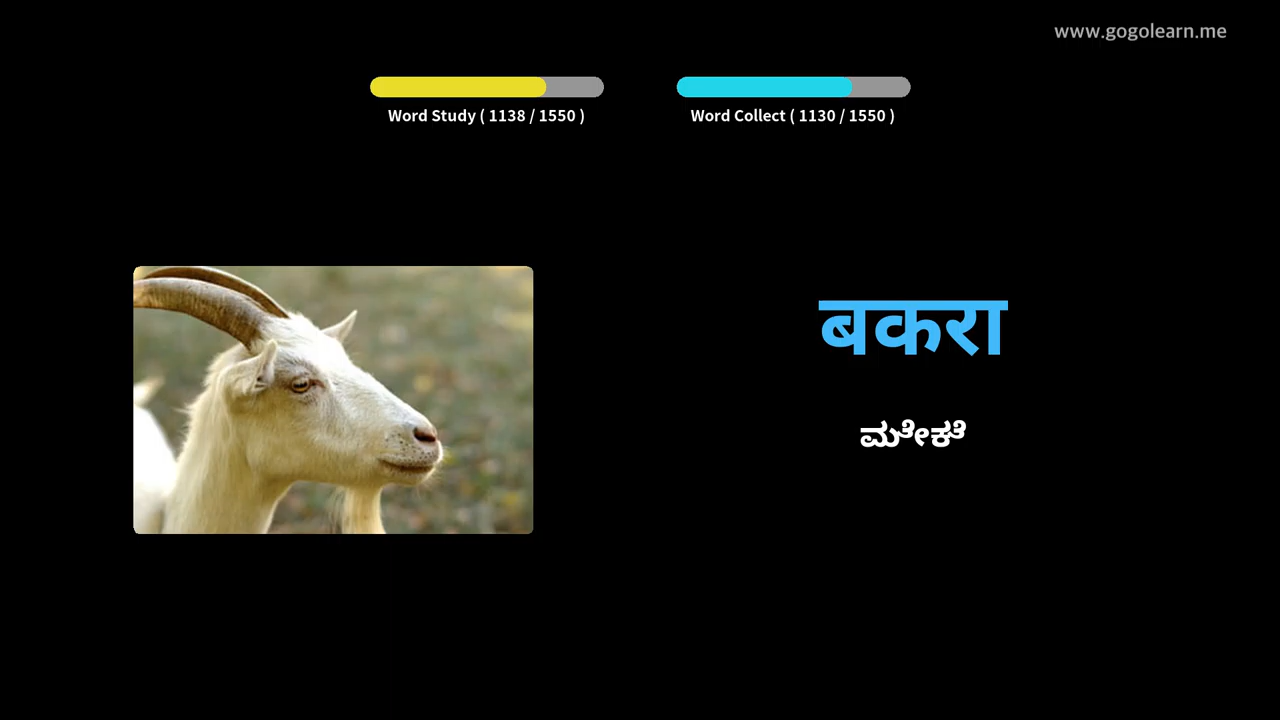 www.gogolearn.me
Word Study ( 1138 / 1550 )
Word Collect ( 1130 / 1550 )
बकरा
ಮೇಕೆ